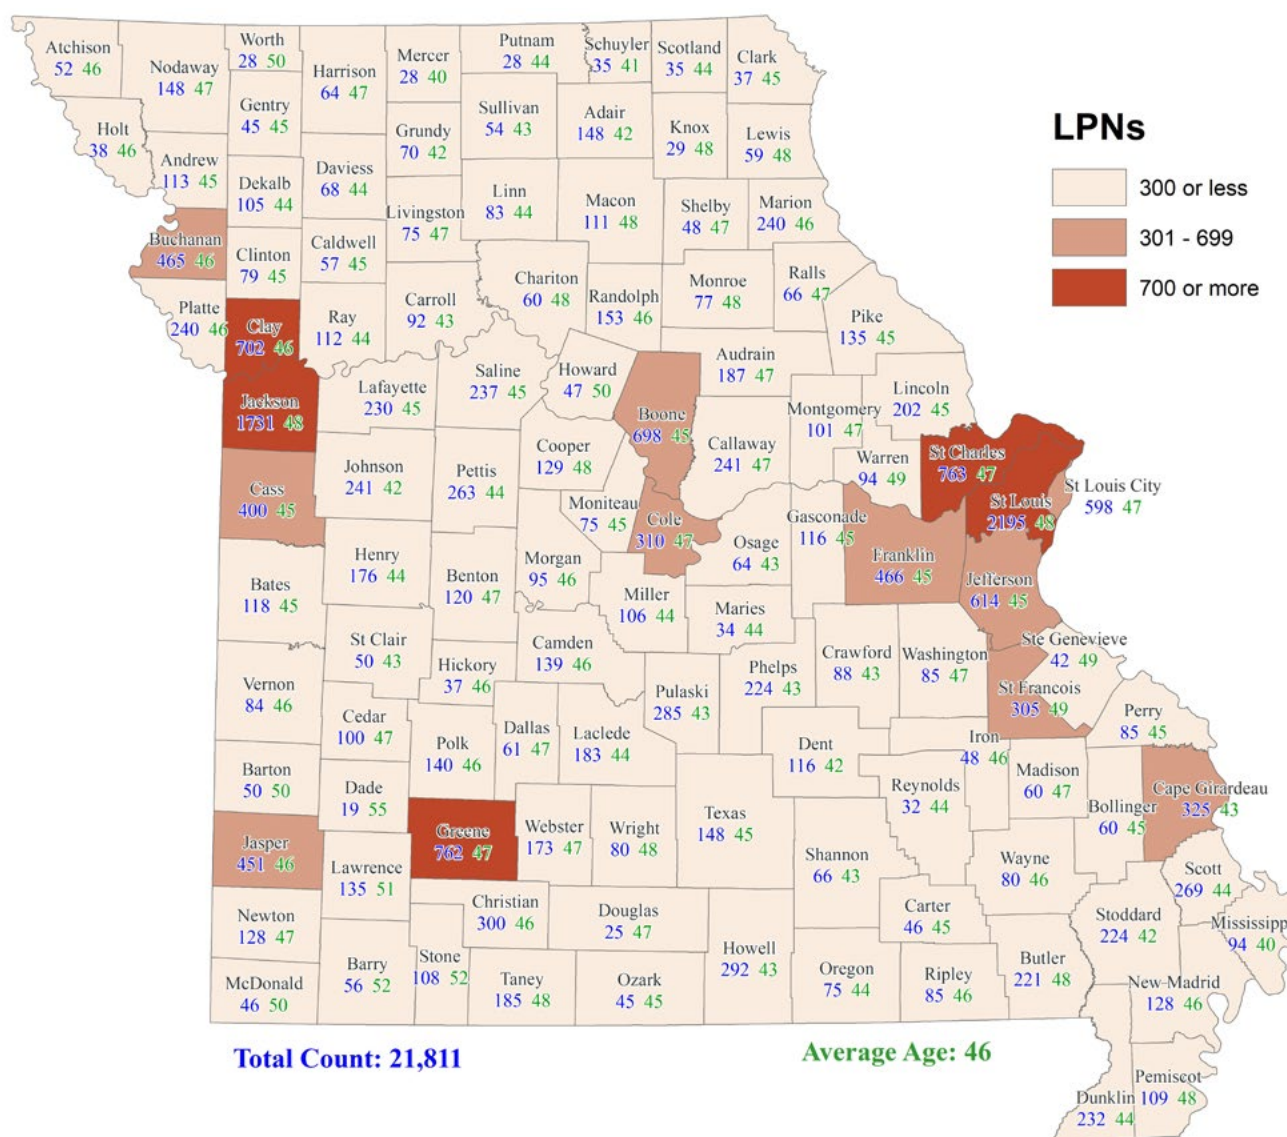 Atchison
52 46
Nodaway
148 47
Worth
28 50
Harrison
64 47
Mercer
28 40
Putnam
28 44
Schuyler
35 41
Scotland
35 44
Clark
37 45
Holt
38 46
Andrew
113 45
Gentry
45 45
Dekalb
105 44
Daviess
68 44
Grundy
70 42
Sullivan
54 43
Adair
148 42
Knox
29 48
Lewis
59 48
LPNs
300 or less
301 - 699
700 or more
Buchanan
465 46
Clinton
79 45
Caldwell
57 45
Livingston
75 47
Linn
83 44
Macon
111 48
Shelby
48 47
Marion
240 46
Platte
240 46
Clay
702 46
Ray
112 44
Carroll
92 43
Chariton
60 48
Randolph
153 46
Monroe
77 48
Ralls
66 47
Pike
135 45
Jackson
1731 48
Lafayette
230 45
Saline
237 45
Howard
47 50
Boone
698 45
Audrain
187 47
Callaway
241 47
Montgomery
101 47
Lincoln
202 45
Warren
94 49
St Charles
763 47
St Louis
2195 48
St Louis City
598 47
Cass
400 45
Johnson
241 42
Pettis
263 44
Cooper
129 48
Moniteau
75 45
Cole
310 47
Osage
64 43
Gasconade
116 45
Franklin
466 45
Jefferson
614 45
Bates
118 45
Henry
176 44
Benton
120 47
Morgan
95 46
Miller
106 44
Maries
34 44
Ste Genevieve
42 49
St Clair
50 43
Hickory
37 46
Camden
139 46
Pulaski
285 43
Phelps
224 43
Crawford
88 43
Washington
85 47
St Francois
305 49
Perry
85 45
Vernon
84 46
Cedar
100 47
Polk
140 46
Dallas
61 47
Laclede
183 44
Dent
116 42
Iron
48 46
Madison
60 47
Cape Girardeau
325 43
Bollinger
60 45
Barton
50 50
Dade
19 55
Reynolds
32 44
Jasper
451 46
Lawrence
135 51
Greene
762 47
Webster
173 47
Wright
80 48
Texas
148 45
Shannon
66 43
Wayne
80 46
Scott
269 44
Newton
128 47
Christian
300 46
Douglas
25 47
Carter
46 45
Stoddard
224 42
Mississipp
94 40
McDonald
46 50
Barry
56 52
Stone
108 52
Taney
185 48
Ozark
45 45
Howell
292 43
Oregon
75 44
Ripley
85 46
Butler
221 48
New Madrid
128 46
Total Count: 21,811
Average Age: 46
Dunklin
232 44
Pemiscot
109 48